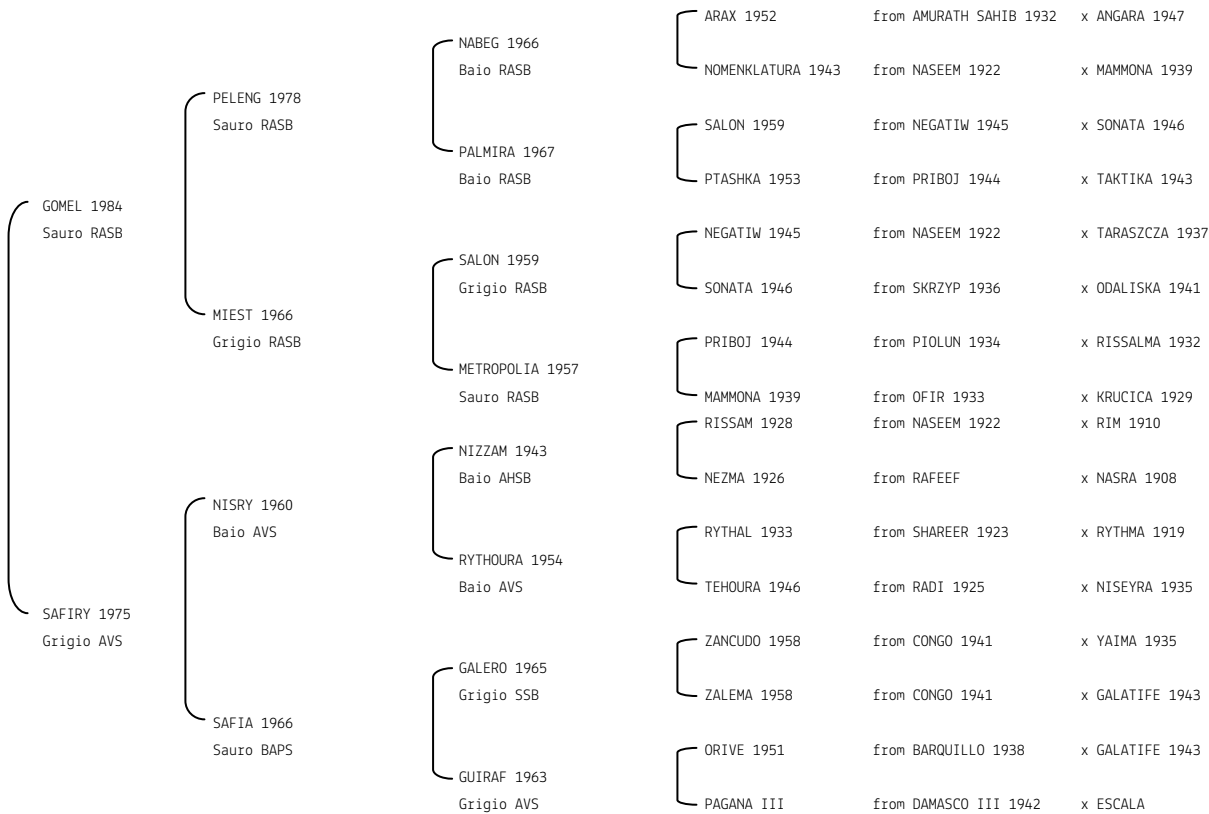 ARAX 1952 from AMURATH SAHIB 1932 x ANGARA 1947
NABEG 1966
Baio RASB NOMENKLATURA 1943 from NASEEM 1922 x MAMMONA 1939
PELENG 1978
Sauro RASB SALON 1959 from NEGATIW 1945 x SONATA 1946
PALMIRA 1967
Baio RASB PTASHKA 1953 from PRIBOJ 1944 x TAKTIKA 1943
GOMEL 1984
Sauro RASB NEGATIW 1945 from NASEEM 1922 x TARASZCZA 1937
SALON 1959
Grigio RASB SONATA 1946 from SKRZYP 1936 x ODALISKA 1941
MIEST 1966
Grigio RASB PRIBOJ 1944 from PIOLUN 1934 x RISSALMA 1932
METROPOLIA 1957
Sauro RASB MAMMONA 1939 from OFIR 1933 x KRUCICA 1929
RISSAM 1928 from NASEEM 1922 x RIM 1910
NIZZAM 1943
Baio AHSB NEZMA 1926 from RAFEEF x NASRA 1908
NISRY 1960
Baio AVS RYTHAL 1933 from SHAREER 1923 x RYTHMA 1919
RYTHOURA 1954
Baio AVS TEHOURA 1946 from RADI 1925 x NISEYRA 1935
SAFIRY 1975
Grigio AVS ZANCUDO 1958 from CONGO 1941 x YAIMA 1935
GALERO 1965
Grigio SSB ZALEMA 1958 from CONGO 1941 x GALATIFE 1943
SAFIA 1966
Sauro BAPS ORIVE 1951 from BARQUILLO 1938 x GALATIFE 1943
GUIRAF 1963
Grigio AVS PAGANA III from DAMASCO III 1942 x ESCALA